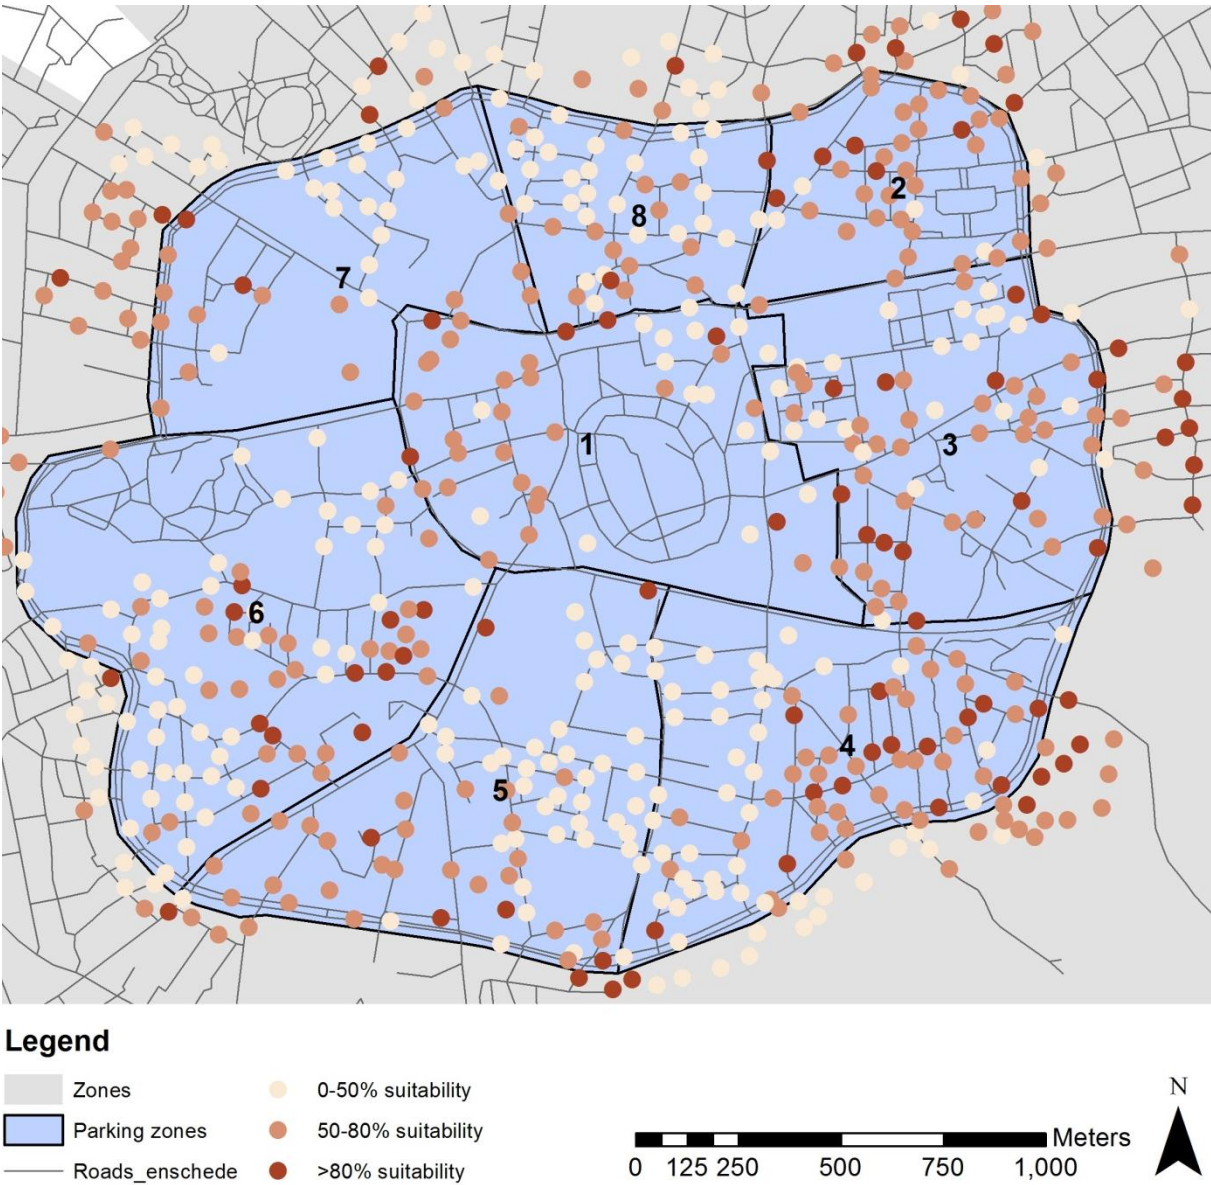 2
8
7
1
3
6
4
5
Legend
Zones
0-50% suitability
Parking zones
50-80% suitability
Roads_enschede
>80% suitability
N
Meters
0 125 250 500 750 1,000